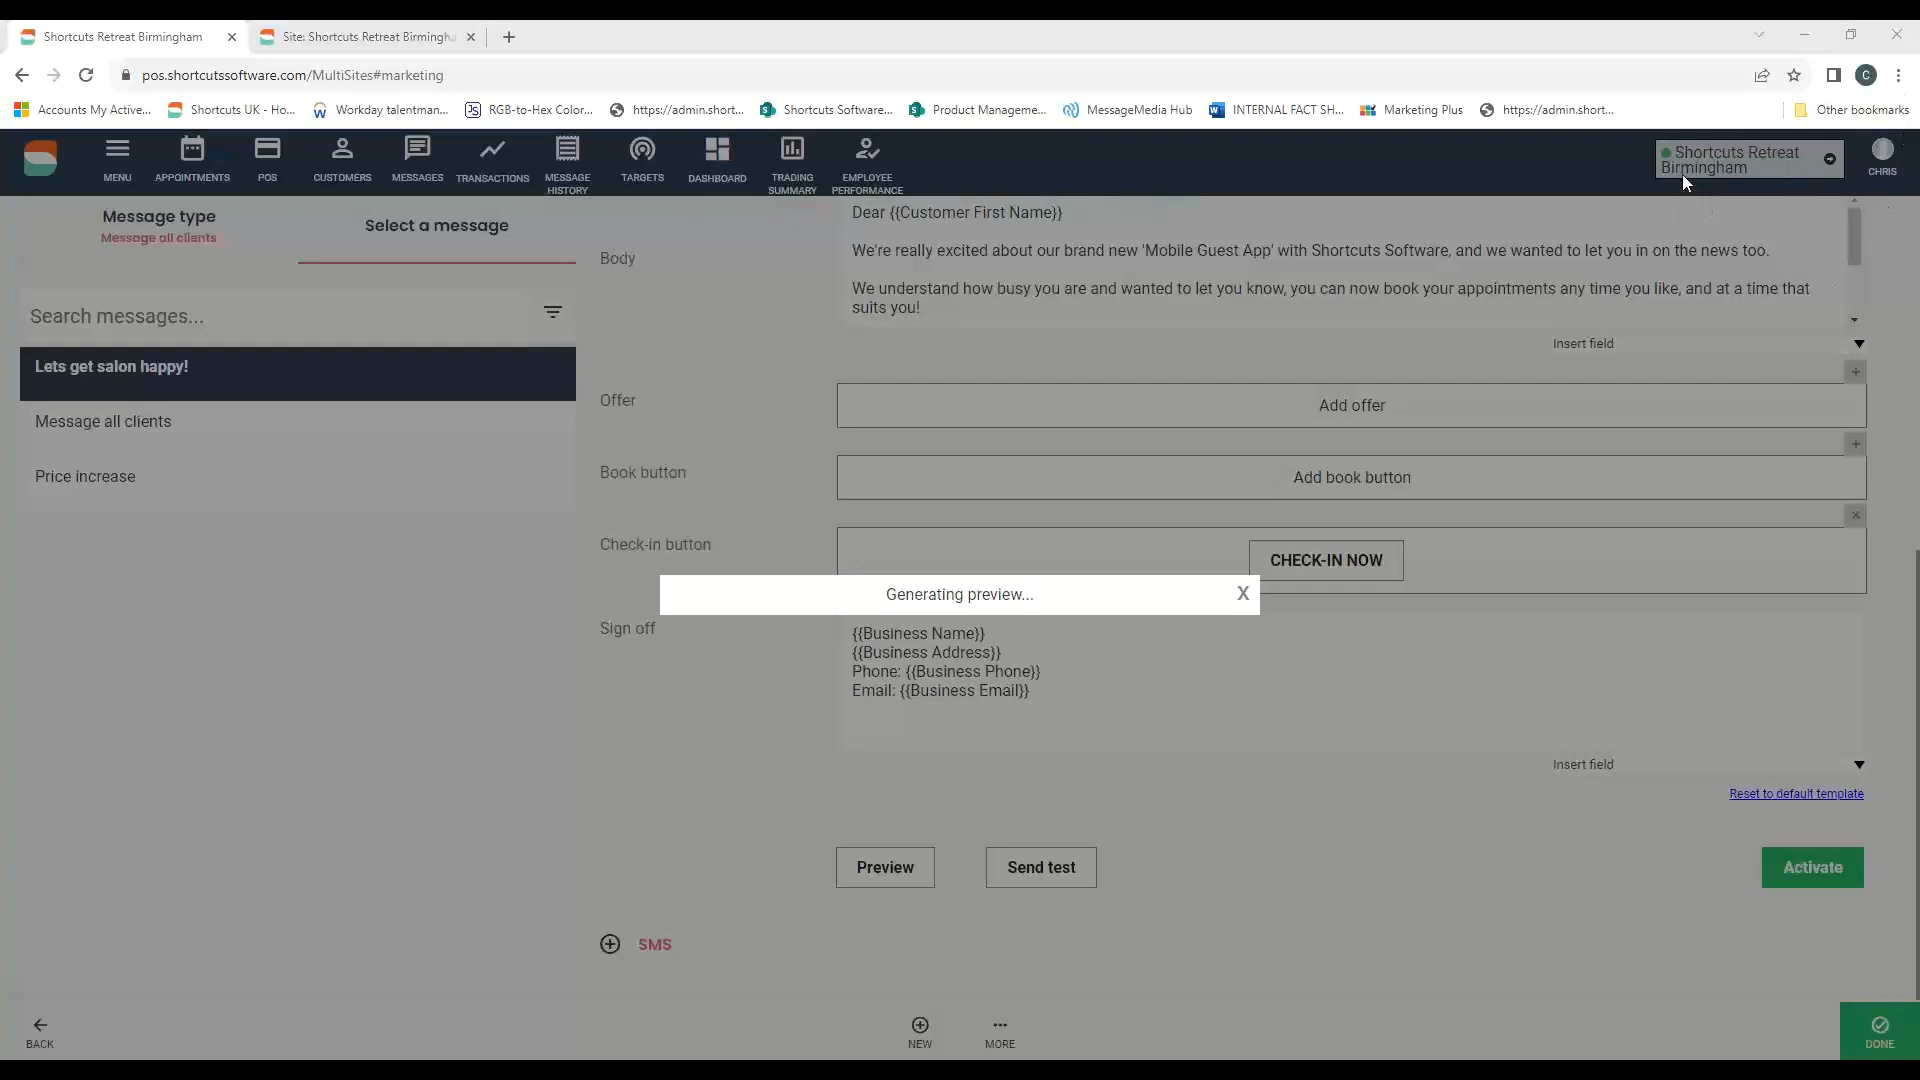 Shortcuts Retreat Birmingham
Site: Shortcuts Retreat Birmingha
pos.shortcutssoftware.com/MultiSites#marketing
C
Accounts My Active...
Shortcuts UK - Ho...
Workday talentman...
RGB-to-Hex Color...
https://admin.short...
Shortcuts Software...
Product Manageme...
MessageMedia Hub
INTERNAL FACT SH...
Marketing Plus
https://admin.short...
Other bookmarks
MENU
APPOINTMENTS
POS
CUSTOMERS
MESSAGES
TRANSACTIONS
MESSAGE
HISTORY
TARGETS
DASHBOARD
TRADING
SUMMARY
EMPLOYEE
PERFORMANCE
Shortcuts Retreat
Birmingham
CHRIS
Message type
Message all clients
Select a message
Search messages...
Lets get salon happy!
Message all clients
Price increase
Body
Dear {{Customer First Name}}
We're really excited about our brand new 'Mobile Guest App' with Shortcuts Software, and we wanted to let you in on the news too.
We understand how busy you are and wanted to let you know, you can now book your appointments any time you like, and at a time that
suits you!
Insert field
Offer
Add offer
Book button
Add book button
Check-in button
CHECK-IN NOW
Generating preview...
X
Sign off
{{Business Name}}
{{Business Address}}
Phone: {{Business Phone}}
Email: {{Business Email}}
Insert field
Reset to default template
Preview
Send test
Activate
SMS
BACK
NEW
MORE
DONE